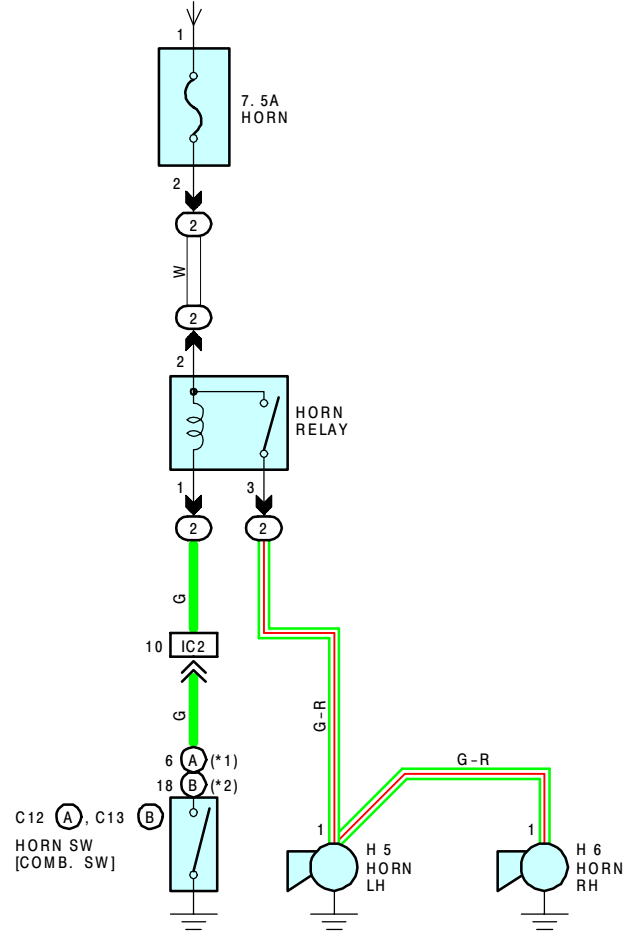 1
7. 5A
HORN
2
2
W
2
2
HORN
RELAY
1
3
2
2
G
10 IC2
G
6 A (*1)
18 B (*2)
C12 A , C13 B
HORN SW
[COMB. SW]
G-R
G-R
1
H 5
HORN
LH
1
H 6
HORN
RH